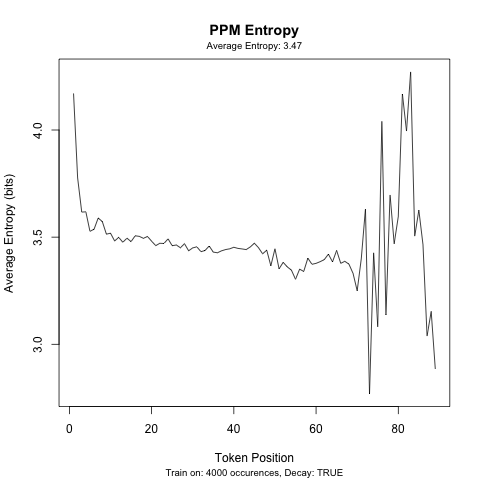 PPM Entropy
Average Entropy: 3.47
Average Entropy (bits)
4.0
3.5
3.0
0 20 40 60 80
Token Position
Train on: 4000 occurences, Decay: TRUE